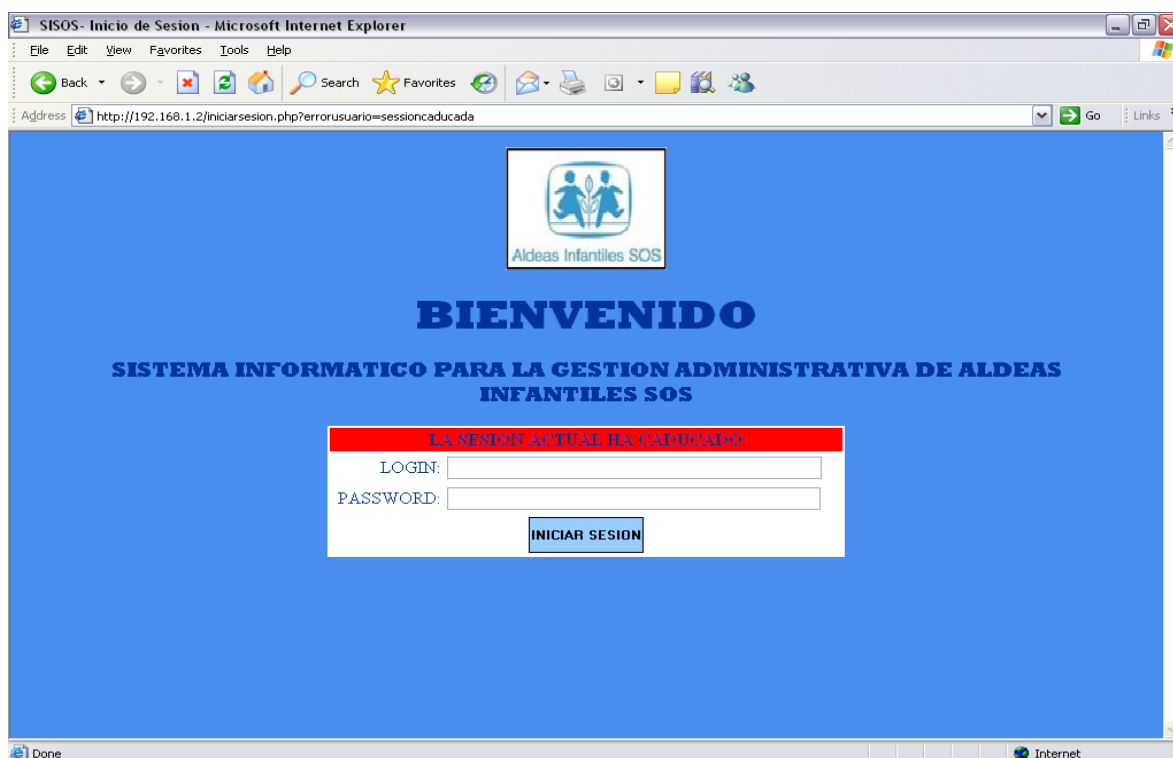 SISOS- Inicio de Sesion - Microsoft Internet Explorer
File Edit View Favorites Tools Help
Back Search Favorites
Address http://192.168.1.2/iniciarsesion.php?errorusuario=sessioncaducada Go Links
Aldeas Infantiles SOS
BIENVENIDO
SISTEMA INFORMATICO PARA LA GESTION ADMINISTRATIVA DE ALDEAS
INFANTILES SOS
LA SESION ACTUAL HA CADUCADO
LOGIN:
PASSWORD:
INICIAR SESION
Done Internet